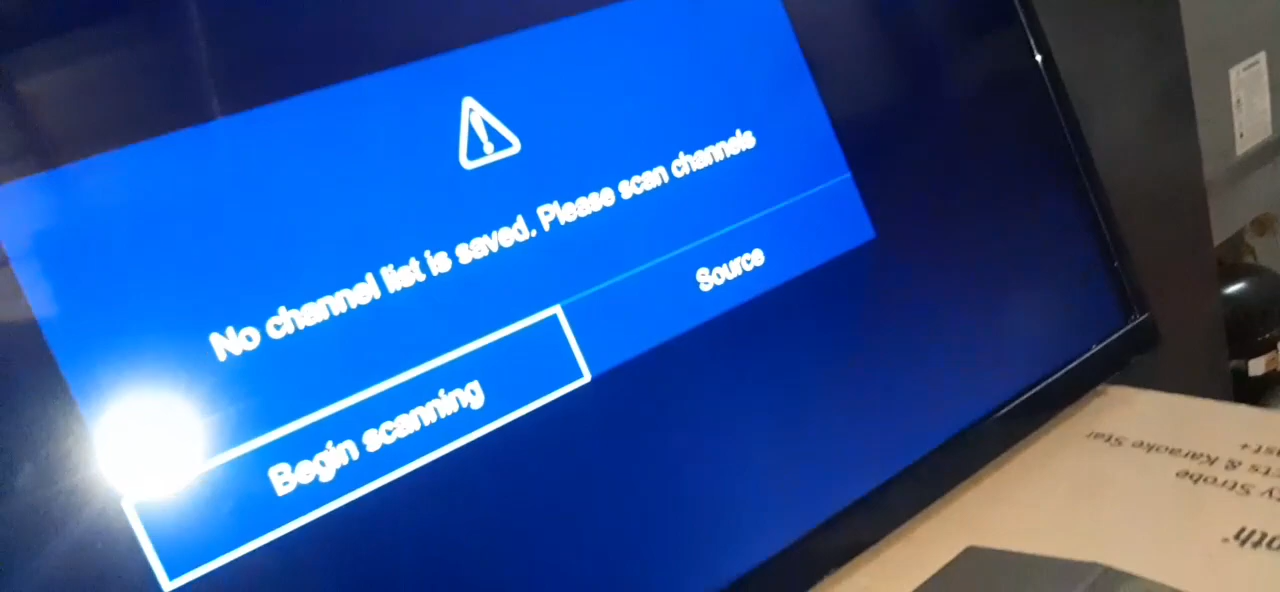 No channel list is saved. Please scan channels
Begin scanning
Source
& Karaoke Star
Strobe